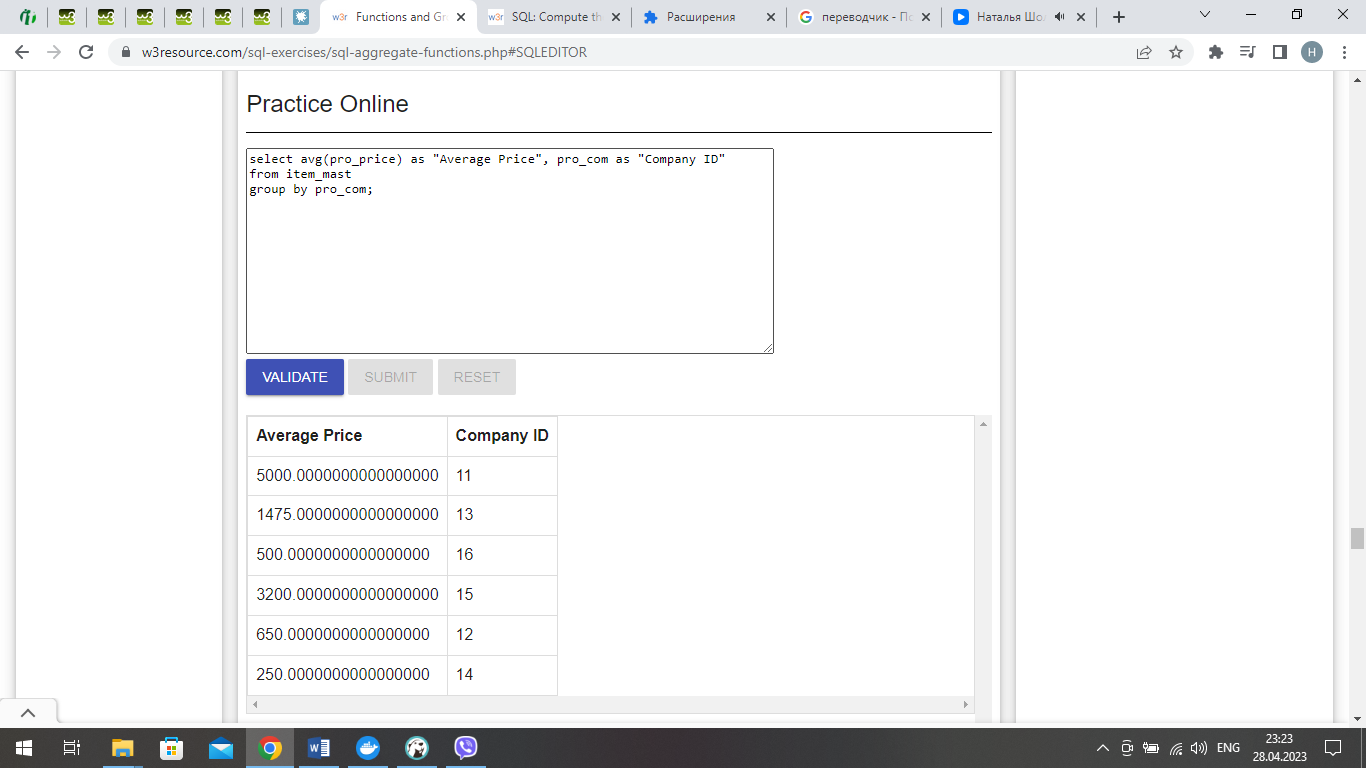 Functions and Gr
SQL: Compute th
Расширения
переводчик - По
Наталья Шол
w3resource.com/sql-exercises/sql-aggregate-functions.php#SQLEDITOR
H
Practice Online
select avg(pro_price) as "Average Price", pro_com as "Company ID"
from item_mast
group by pro_com;
VALIDATE SUBMIT RESET
Average Price Company ID
5000.0000000000000000 11
1475.0000000000000000 13
500.0000000000000000 16
3200.0000000000000000 15
650.0000000000000000 12
250.0000000000000000 14
ENG
23:23
28.04.2023